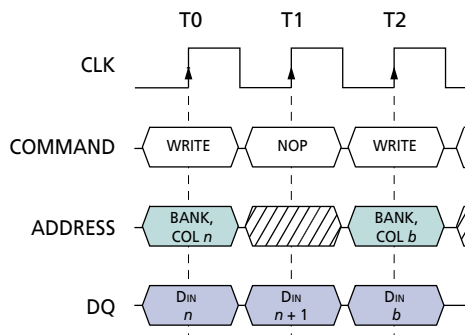 T0 T1 T2
CLK
COMMAND WRITE NOP WRITE
ADDRESS BANK, COL n BANK, COL b
DQ DIN n DIN n + 1 DIN b